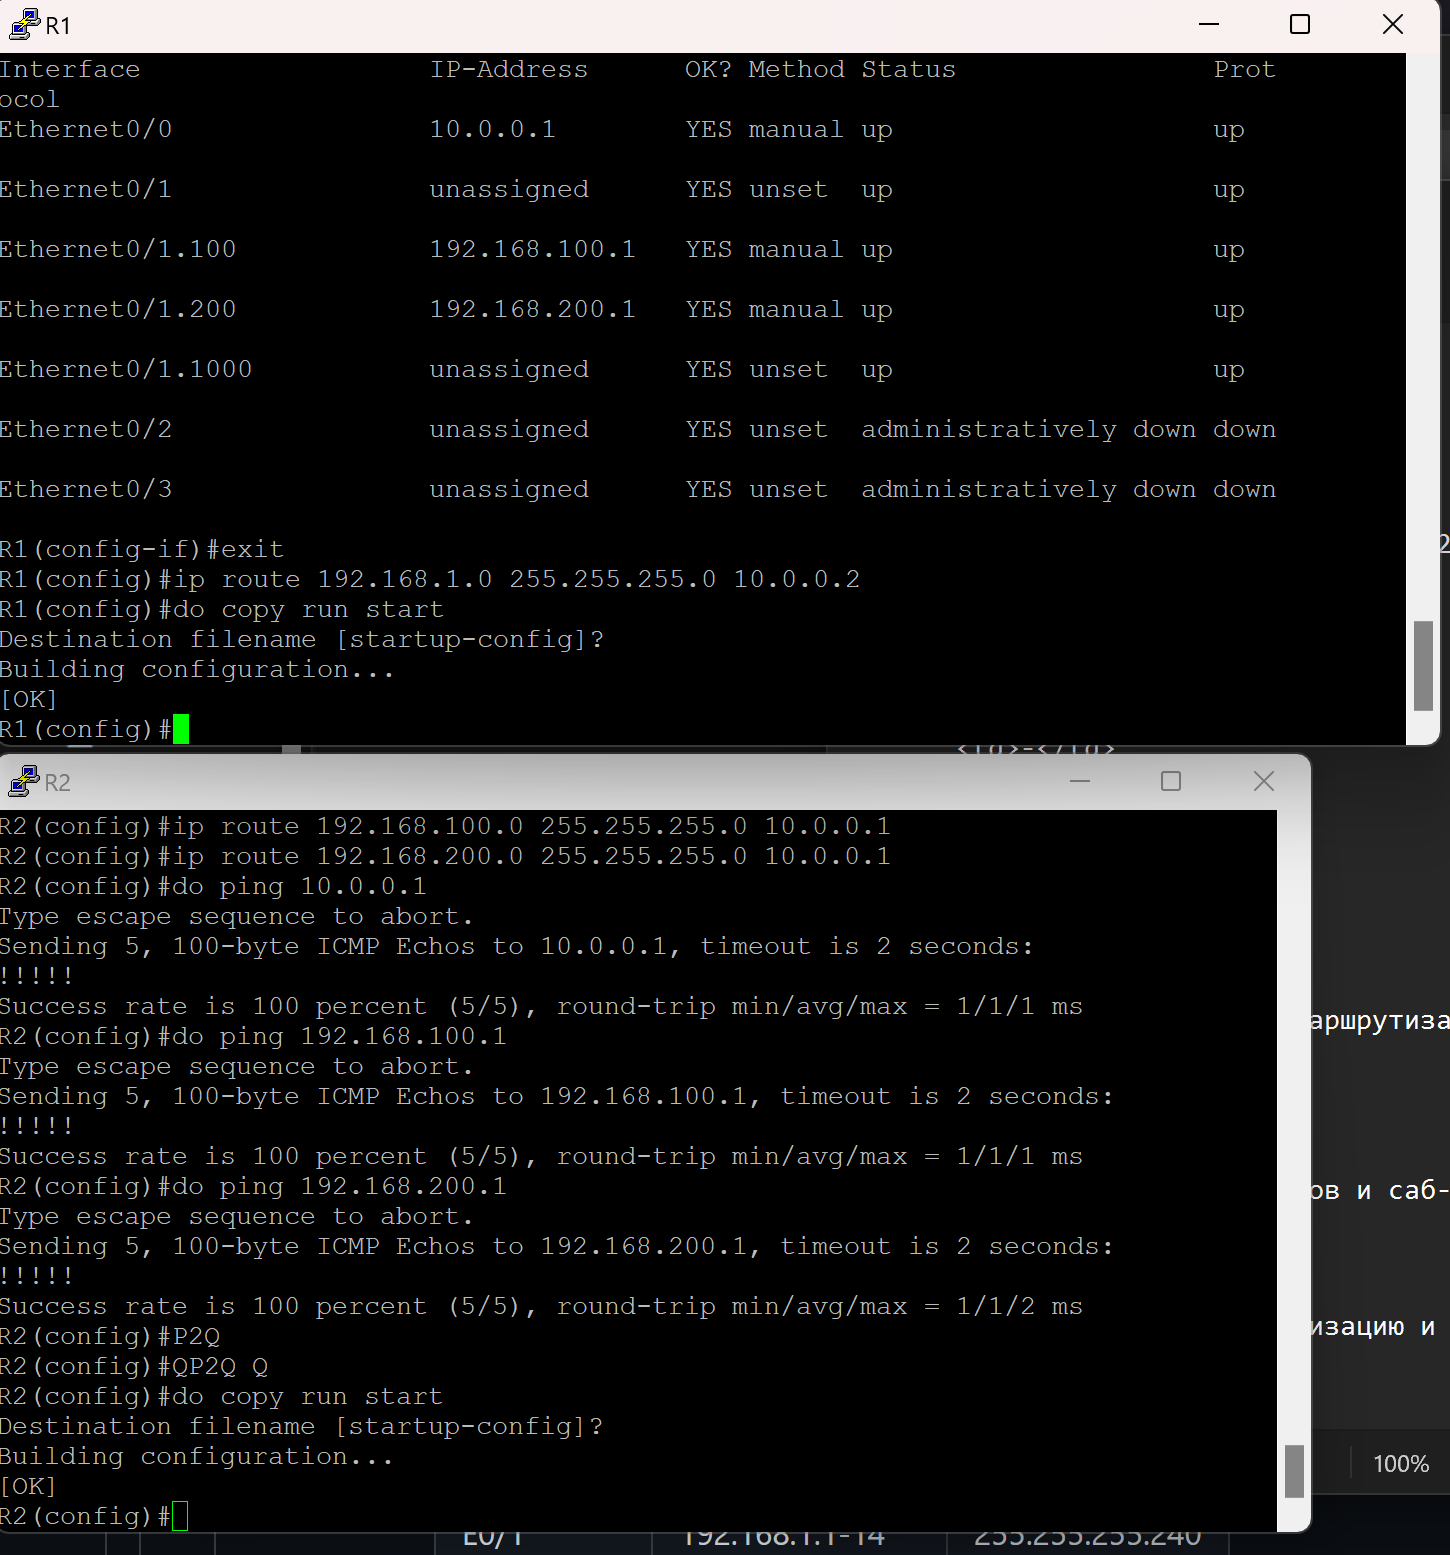 R1
Interface IP-Address OK? Method Status Prot
ocol
Ethernet0/0 10.0.0.1 YES manual up up
Ethernet0/1 unassigned YES unset up up
Ethernet0/1.100 192.168.100.1 YES manual up up
Ethernet0/1.200 192.168.200.1 YES manual up up
Ethernet0/1.1000 unassigned YES unset up up
Ethernet0/2 unassigned YES unset administratively down down
Ethernet0/3 unassigned YES unset administratively down down
R1(config-if)#exit
R1(config)#ip route 192.168.1.0 255.255.255.0 10.0.0.2
R1(config)#do copy run start
Destination filename [startup-config]?
Building configuration...
[OK]
R1(config)#
R2
R2(config)#ip route 192.168.100.0 255.255.255.0 10.0.0.1
R2(config)#ip route 192.168.200.0 255.255.255.0 10.0.0.1
R2(config)#do ping 10.0.0.1
Type escape sequence to abort.
Sending 5, 100-byte ICMP Echos to 10.0.0.1, timeout is 2 seconds:
!!!!!
Success rate is 100 percent (5/5), round-trip min/avg/max = 1/1/1 ms
R2(config)#do ping 192.168.100.1
аршрутиза
Type escape sequence to abort.
Sending 5, 100-byte ICMP Echos to 192.168.100.1, timeout is 2 seconds:
!!!!!
Success rate is 100 percent (5/5), round-trip min/avg/max = 1/1/1 ms
R2(config)#do ping 192.168.200.1
ов и саб-
Type escape sequence to abort.
Sending 5, 100-byte ICMP Echos to 192.168.200.1, timeout is 2 seconds:
!!!!!
Success rate is 100 percent (5/5), round-trip min/avg/max = 1/1/2 ms
R2(config)#P2Q
изацию и
R2(config)#QP2Q Q
R2(config)#do copy run start
Destination filename [startup-config]?
Building configuration...
100%
[OK]
R2(config)#
E0/1 192.168.1.1-14 255.255.255.240